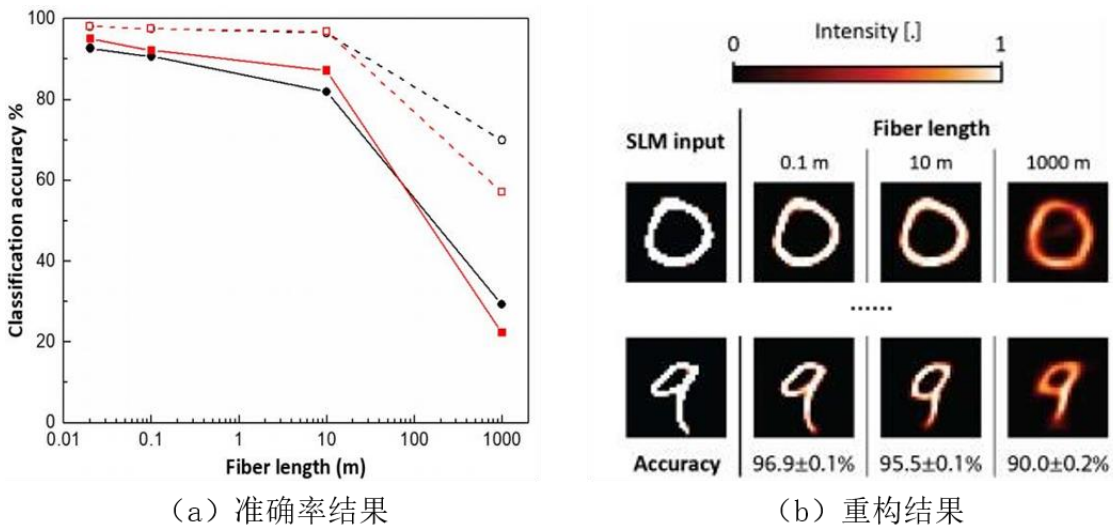 100
80
60
40
20
0
Classification accuracy %
0.01 0.1 1 10 100 1000
Fiber length (m)
(a) 准确率结果
0 Intensity [.] 1
SLM input
Fiber length
0.1 m 10 m 1000 m
......
Accuracy 96.9±0.1% 95.5±0.1% 90.0±0.2%
(b) 重构结果